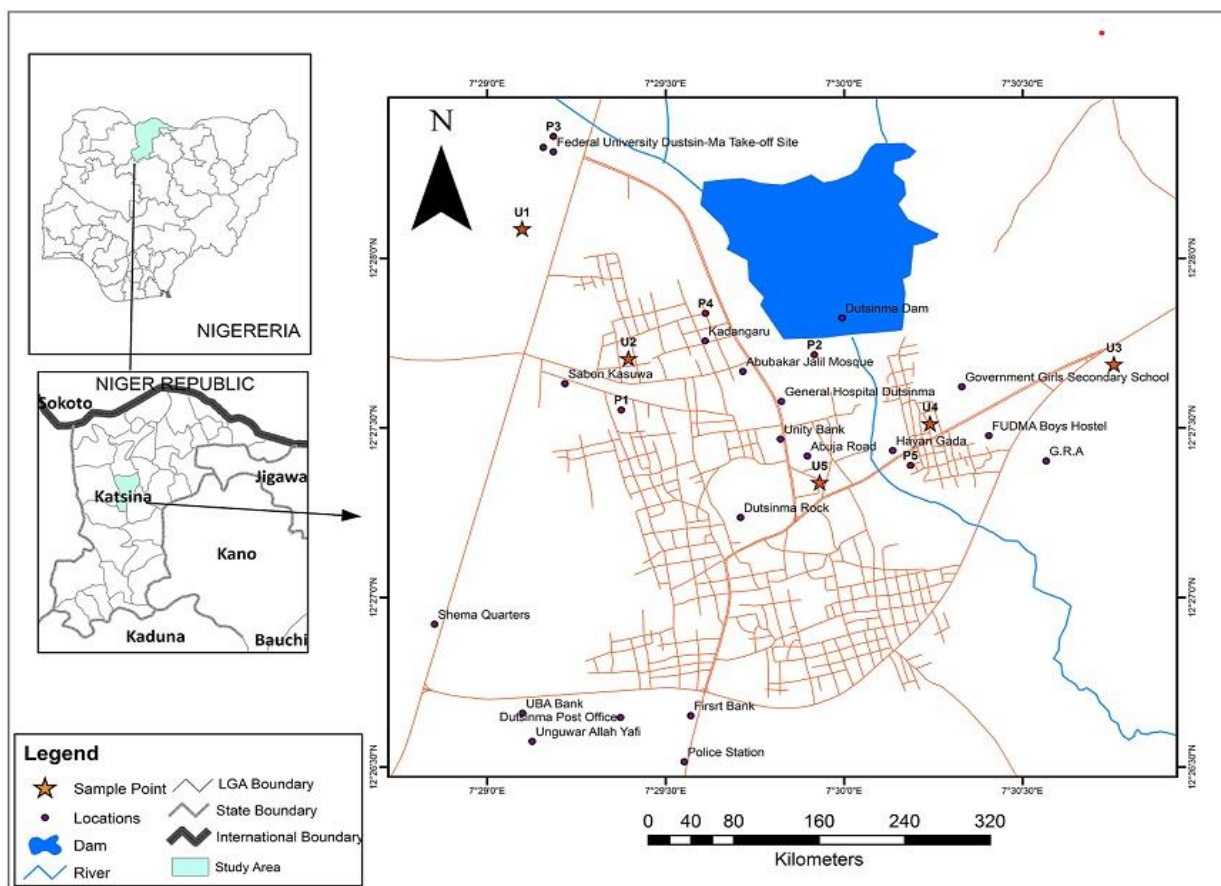 NIGERERIA
NIGER REPUBLIC
Sokoto
Jigawa
Katsina
Kano
Kaduna
Bauchi
7°29'0"E
7°29'30"E
7°30'0"E
7°30'30"E
N
P3
Federal University Dustsin-Ma Take-off Site
U1
12°28'0"N
12°28'0"N
P4
Kadangaru
Dutsinma Dam
U2
P2
U3
Abubakar Jalil Mosque
Sabon Kasuwa
Government Girls Secondary School
P1
General Hospital Dutsinma
U4
12°27'30"N
12°27'30"N
Unity Bank
FUDMA Boys Hostel
Abuja Road
Hayan Gada
G.R.A
P5
U5
Dutsinma Rock
12°27'0"N
12°27'0"N
Shema Quarters
UBA Bank
Dutsinma Post Office
Firsrt Bank
Unguwar Allah Yafi
Police Station
12°26'30"N
12°26'30"N
7°29'0"E
7°29'30"E
7°30'0"E
7°30'30"E
Legend
Sample Point
Locations
Dam
River
LGA Boundary
State Boundary
International Boundary
Study Area
0 20 40 80 160 240 320
Kilometers